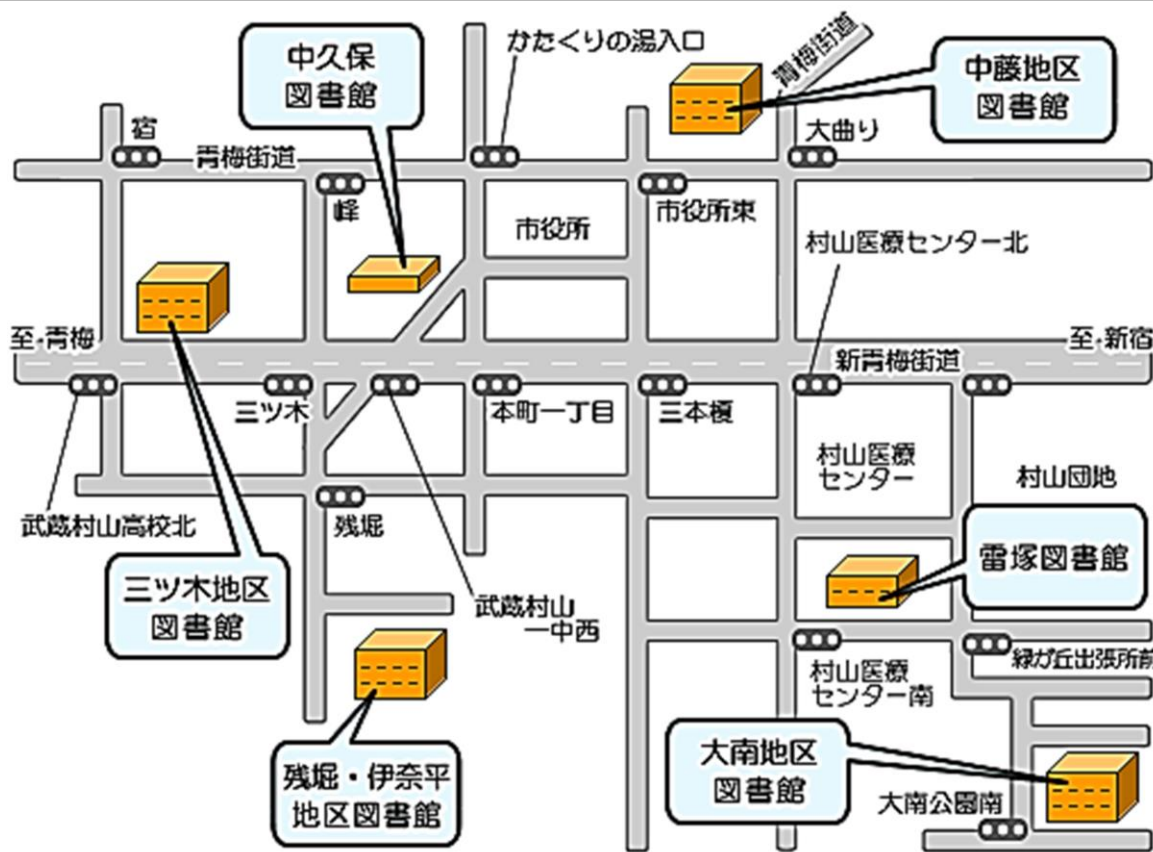 中久保
図書館
かたくりの湯入口
青梅街道
中藤地区
図書館
宿
青梅街道
大曲り
峰
市役所
市役所東
村山医療センター北
至・青梅
新青梅街道
至・新宿
三ツ木
本町一丁目
三本榎
武蔵村山高校北
残堀
村山医療
センター
村山団地
三ツ木地区
図書館
武蔵村山
一中西
雷塚図書館
村山医療
センター南
緑が丘出張所前
残堀・伊奈平
地区図書館
大南地区
図書館
大南公園南